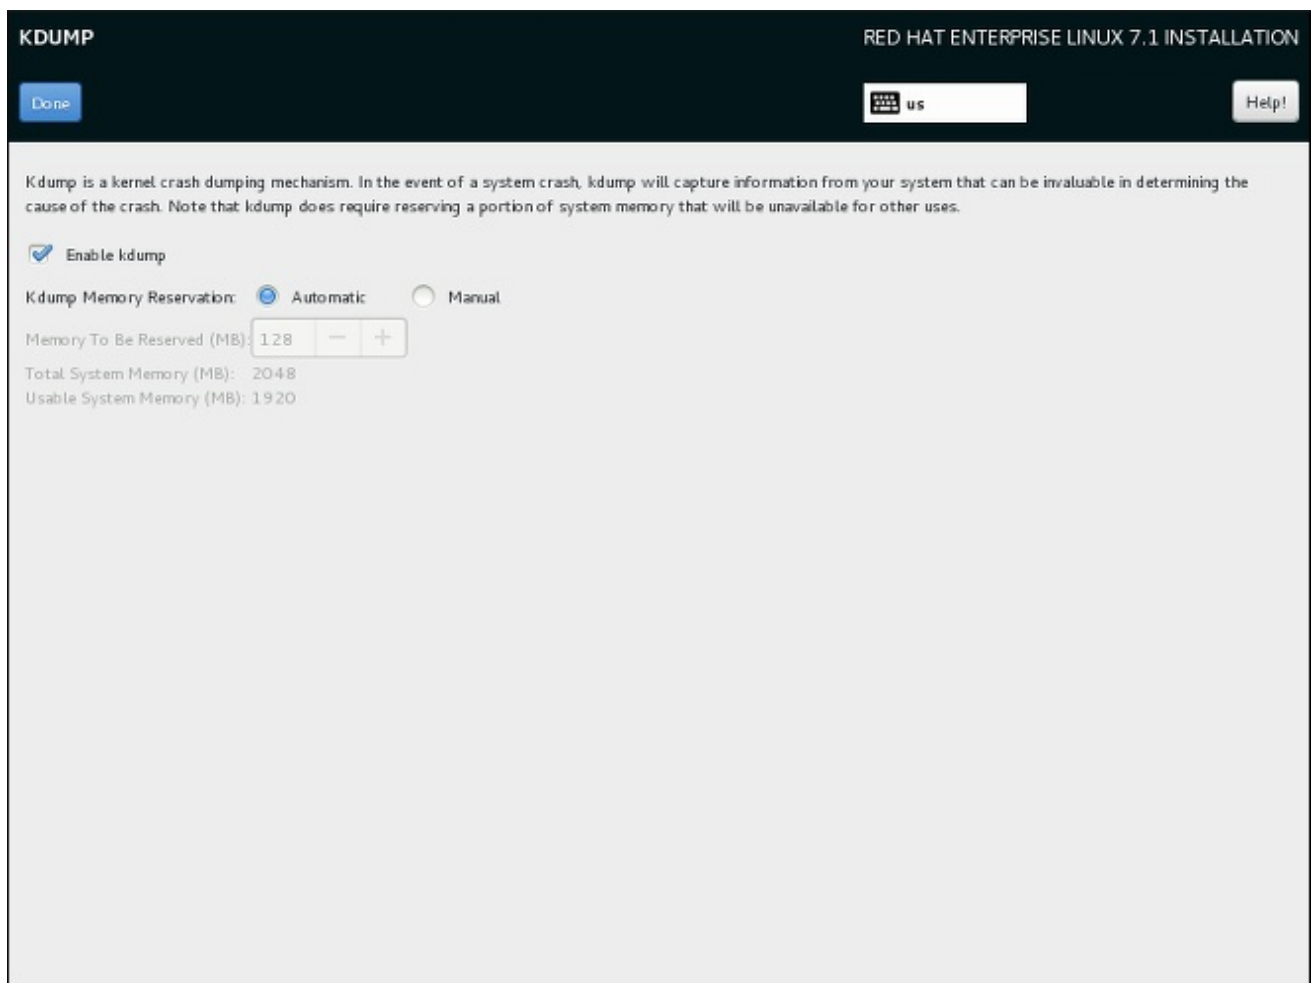 KDUMP
RED HAT ENTERPRISE LINUX 7.1 INSTALLATION
Done
us
Help!
Kdump is a kernel crash dumping mechanism. In the event of a system crash, kdump will capture information from your system that can be invaluable in determining the
cause of the crash. Note that kdump does require reserving a portion of system memory that will be unavailable for other uses.
Enable kdump
Kdump Memory Reservation: Automatic Manual
Memory To Be Reserved (MB): 128 − +
Total System Memory (MB): 2048
Usable System Memory (MB): 1920